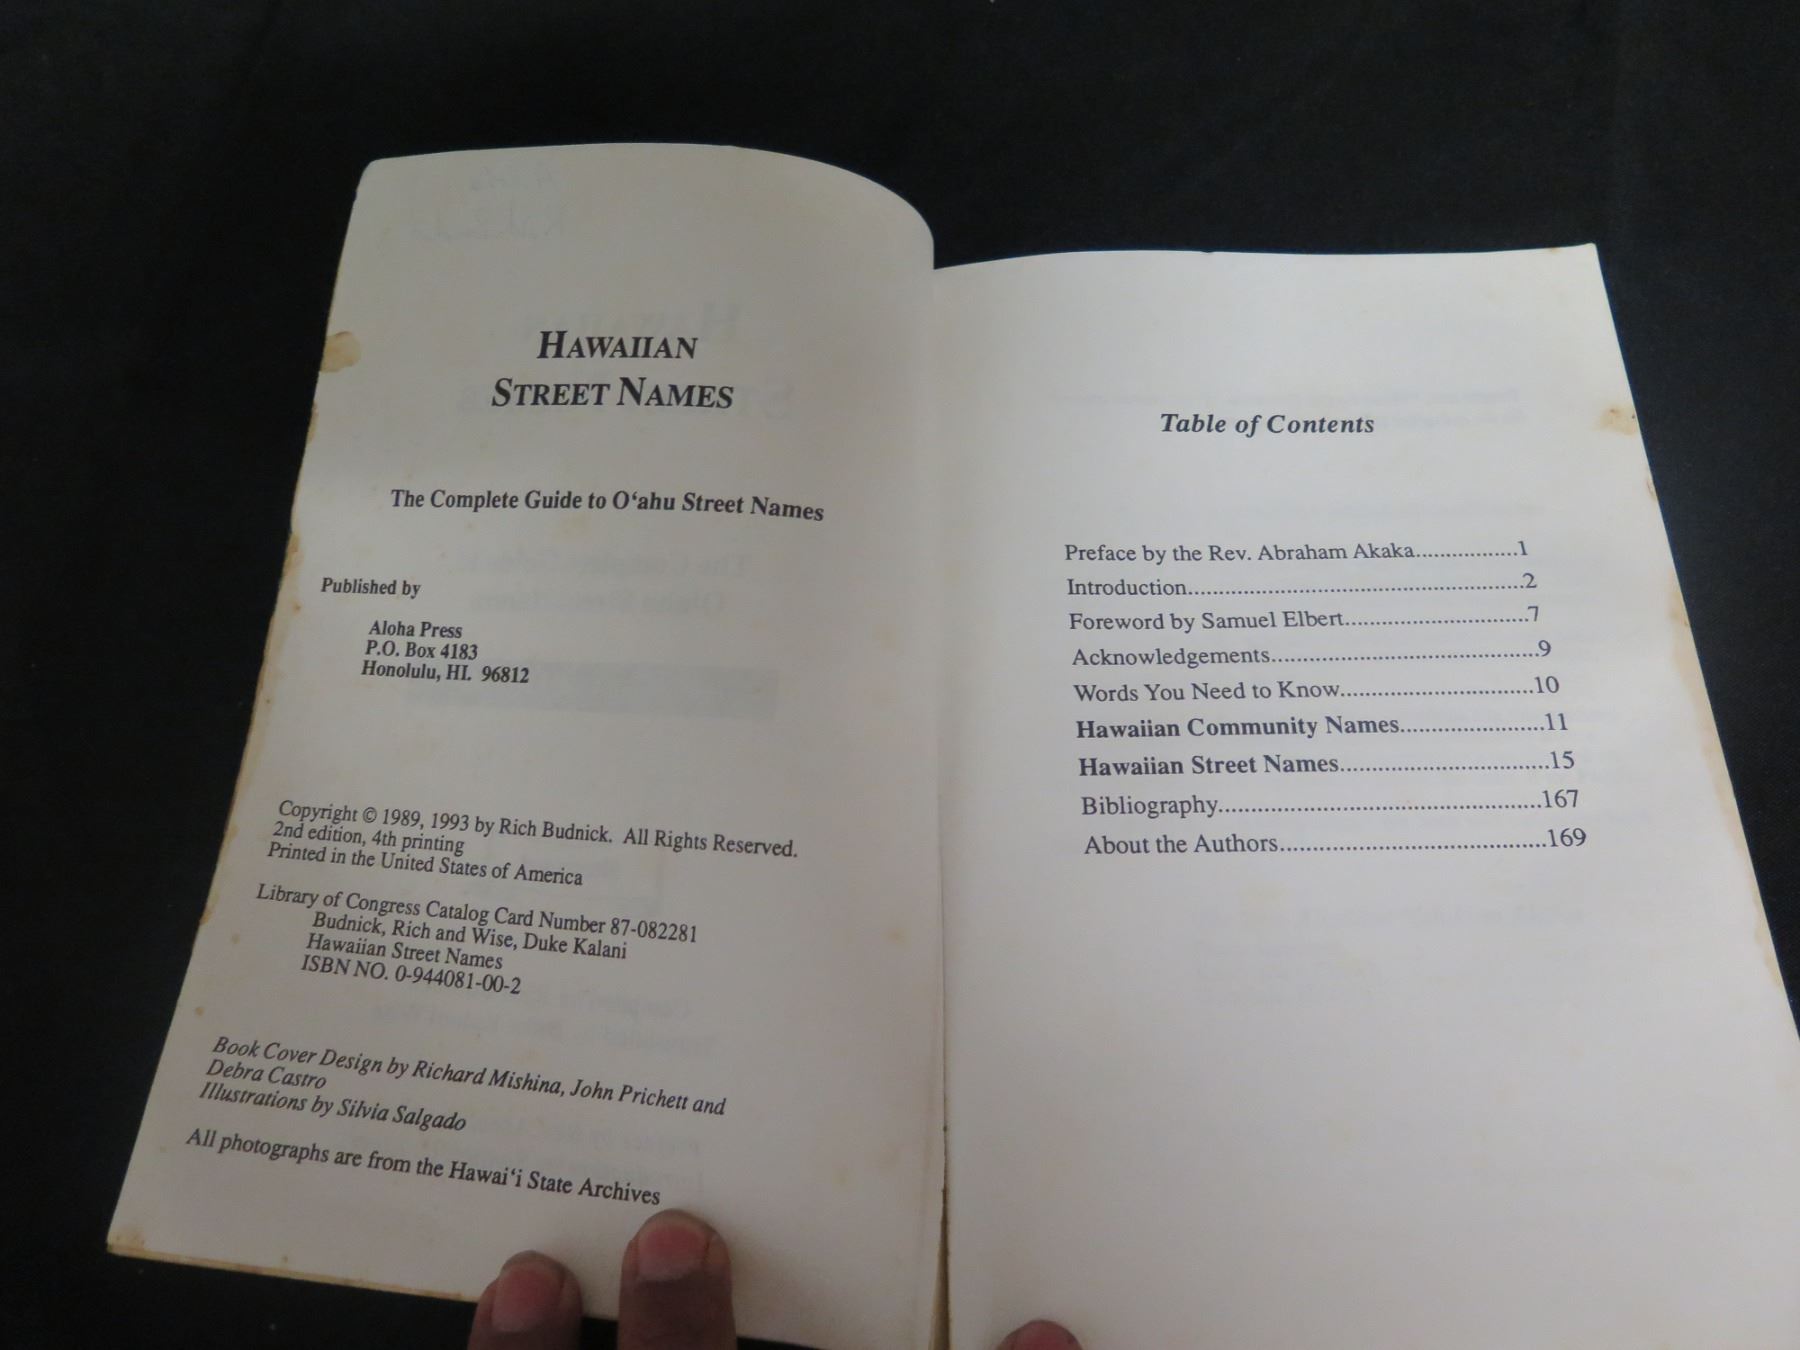 HAWAIIAN
STREET NAMES
The Complete Guide to Oʻahu Street Names
Published by
Aloha Press
P.O. Box 4183
Honolulu, HI. 96812
Copyright © 1989, 1993 by Rich Budnick. All Rights Reserved.
2nd edition, 4th printing
Printed in the United States of America
Library of Congress Catalog Card Number 87-082281
Budnick, Rich and Wise, Duke Kalani
Hawaiian Street Names
ISBN NO. 0-944081-00-2
Book Cover Design by Richard Mishina, John Prichett and
Debra Castro
Illustrations by Silvia Salgado
All photographs are from the Hawaiʻi State Archives
Table of Contents
Preface by the Rev. Abraham Akaka.................1
Introduction....................................................2
Foreword by Samuel Elbert.............................7
Acknowledgements..........................................9
Words You Need to Know..............................10
Hawaiian Community Names.......................11
Hawaiian Street Names.................................15
Bibliography..................................................167
About the Authors..........................................169